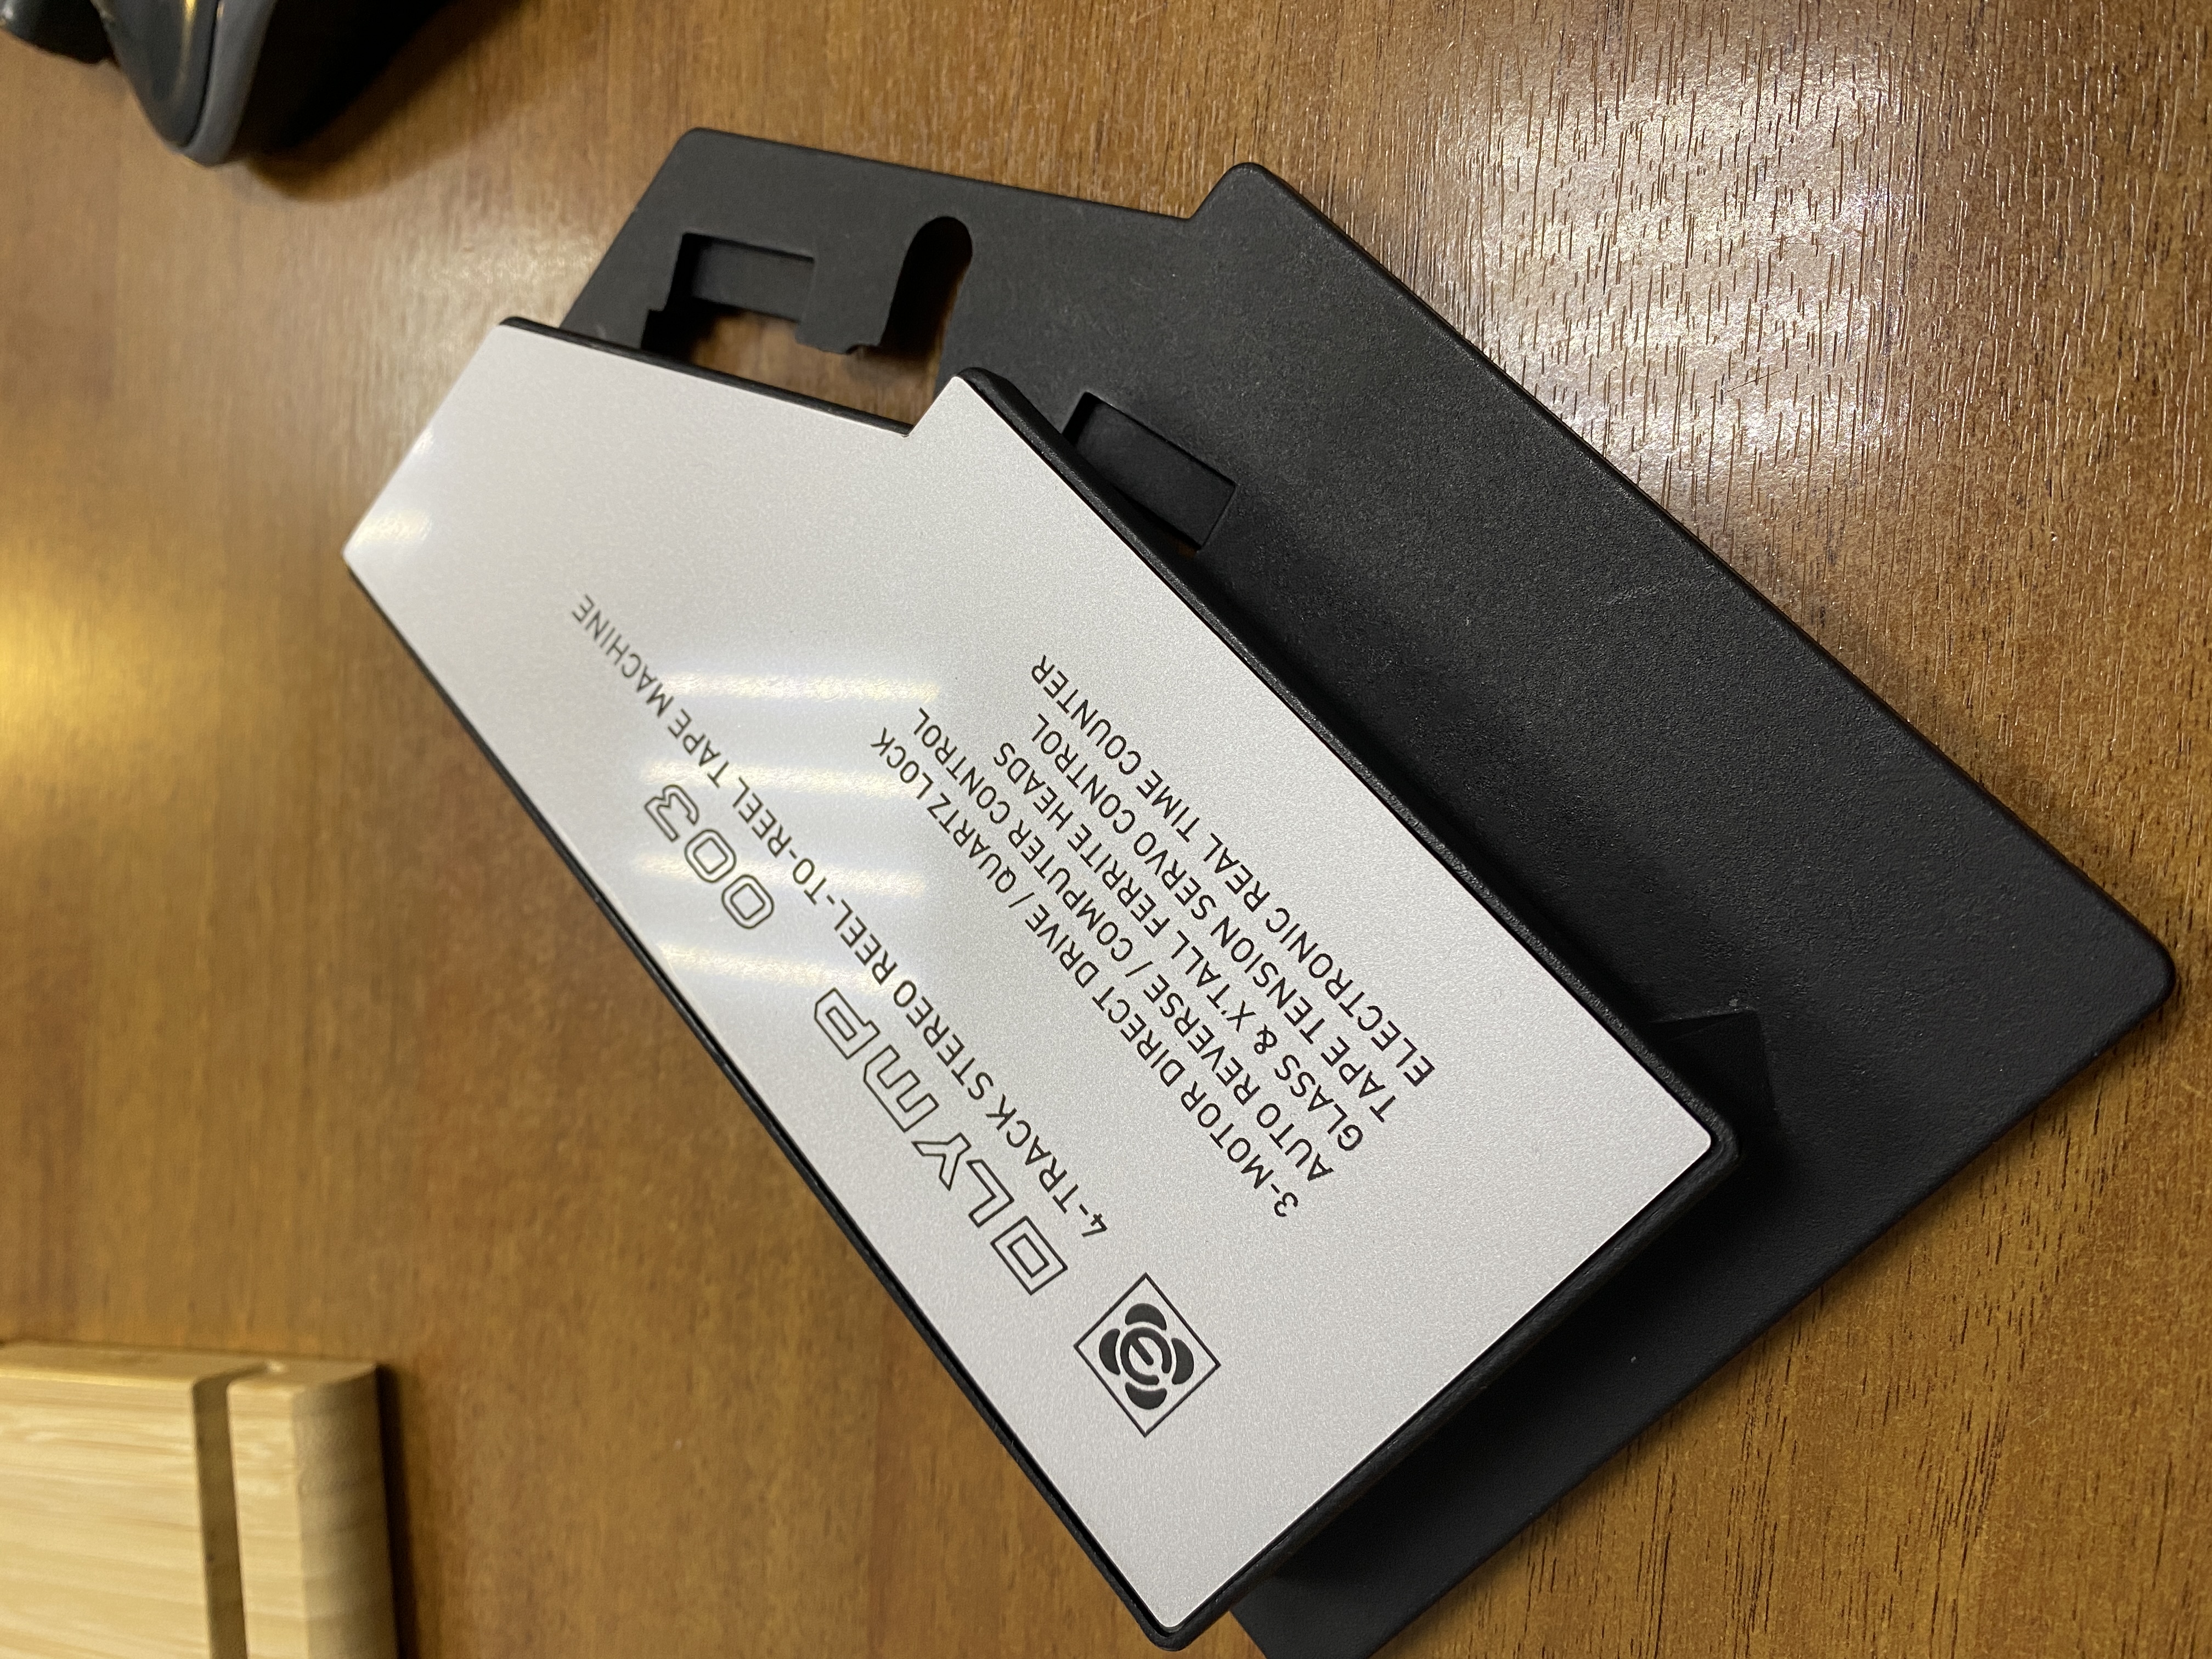 OLYMP 003
4-TRACK STEREO REEL-TO-REEL TAPE MACHINE
3-MOTOR DIRECT DRIVE / QUARTZ LOCK
AUTO REVERSE / COMPUTER CONTROL
GLASS & X'TALL FERRITE HEADS
TAPE TENSION SERVO CONTROL
ELECTRONIC REAL TIME COUNTER